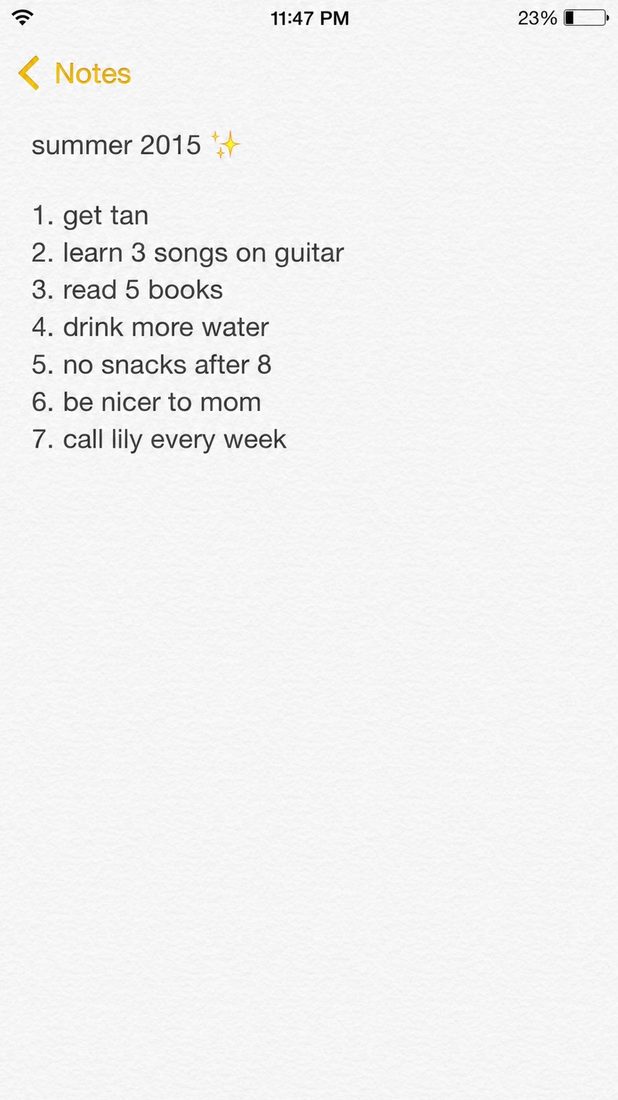 11:47 PM 23%
Notes
summer 2015 ✨
1. get tan
2. learn 3 songs on guitar
3. read 5 books
4. drink more water
5. no snacks after 8
6. be nicer to mom
7. call lily every week